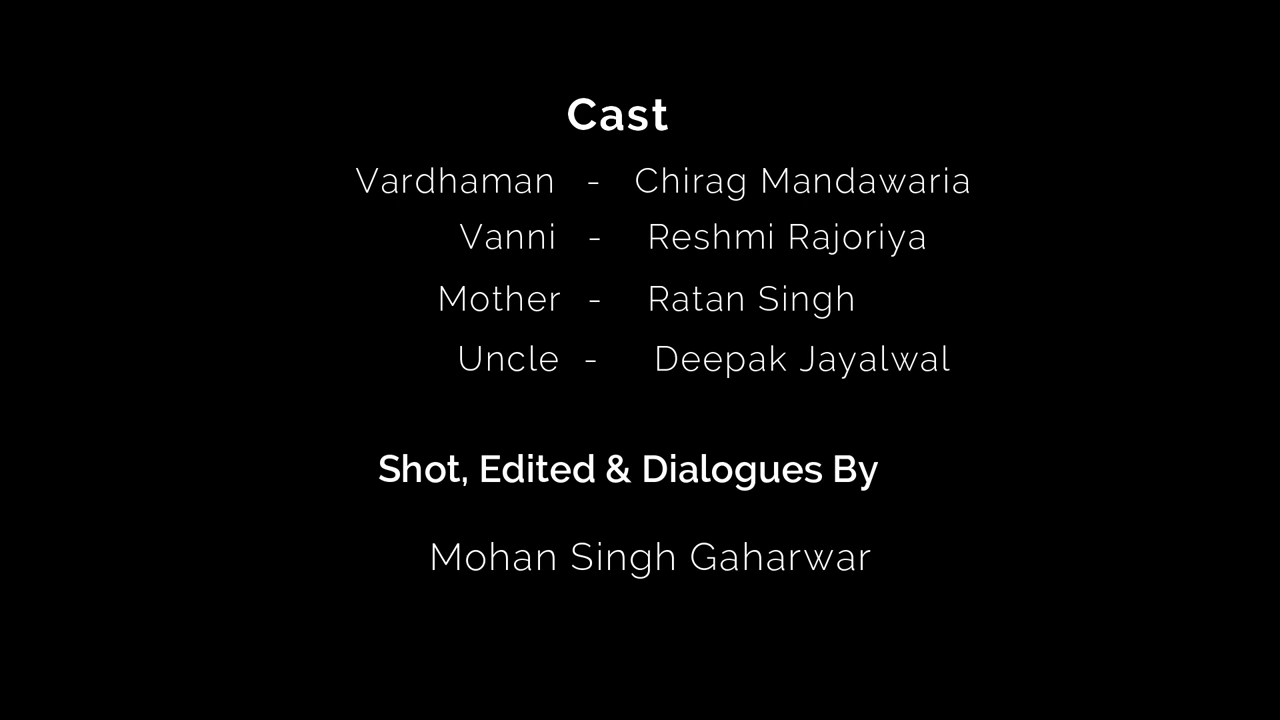 Cast
Vardhaman - Chirag Mandawaria
Vanni - Reshmi Rajoriya
Mother - Ratan Singh
Uncle - Deepak Jayalwal
Shot, Edited & Dialogues By
Mohan Singh Gaharwar